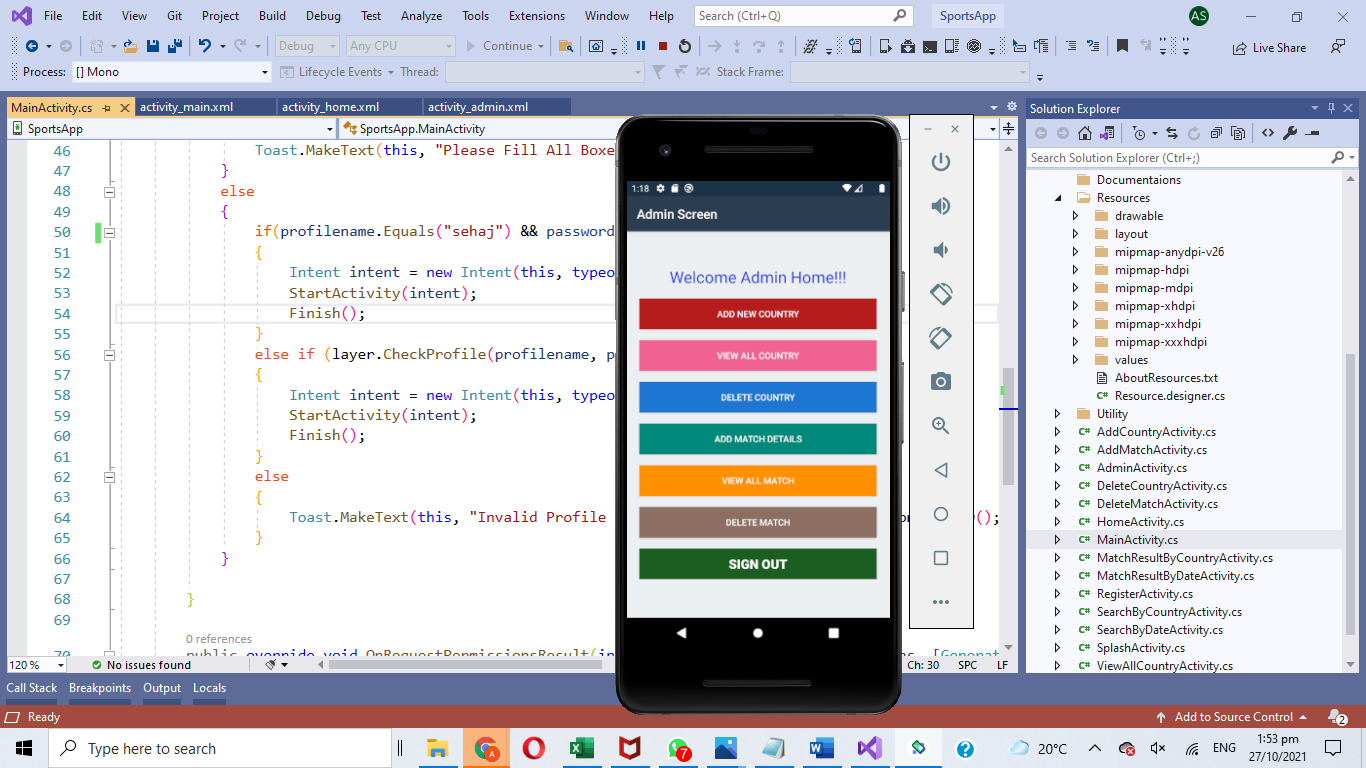 File Edit View Git Project Build Debug Test Analyze Tools Extensions Window Help Search (Ctrl+Q) SportsApp AS
Debug Any CPU Continue Live Share
Process: [] Mono Lifecycle Events Thread: Stack Frame:
MainActivity.cs activity_main.xml activity_home.xml activity_admin.xml
SportsApp SportsApp.MainActivity
46 Toast.MakeText(this, "Please Fill All Boxe
47 }
48 else
49 {
50 if(profilename.Equals("sehaj") && password
51 {
52 Intent intent = new Intent(this, typeo
53 StartActivity(intent);
54 Finish();
55 }
56 else if (layer.CheckProfile(profilename, p
57 {
58 Intent intent = new Intent(this, typeo
59 StartActivity(intent);
60 Finish();
61 }
62 else
63 {
64 Toast.MakeText(this, "Invalid Profile ();
65 }
66 }
67
68 }
69
0 references
public override void OnRequestPermissionsResult(in [Generat
120 % No issues found Ch: 30 SPC LF
Call Stack Breakpoints Output Locals
Ready Add to Source Control 2
1:18
Admin Screen
Welcome Admin Home!!!
ADD NEW COUNTRY
VIEW ALL COUNTRY
DELETE COUNTRY
ADD MATCH DETAILS
VIEW ALL MATCH
DELETE MATCH
SIGN OUT
Solution Explorer
Search Solution Explorer (Ctrl+;)
Documentaions
Resources
drawable
layout
mipmap-anydpi-v26
mipmap-hdpi
mipmap-mdpi
mipmap-xhdpi
mipmap-xxhdpi
mipmap-xxxhdpi
values
AboutResources.txt
C# Resource.designer.cs
Utility
C# AddCountryActivity.cs
C# AddMatchActivity.cs
C# AdminActivity.cs
C# DeleteCountryActivity.cs
C# DeleteMatchActivity.cs
C# HomeActivity.cs
C# MainActivity.cs
C# MatchResultByCountryActivity.cs
C# MatchResultByDateActivity.cs
C# RegisterActivity.cs
C# SearchByCountryActivity.cs
C# SearchByDateActivity.cs
C# SplashActivity.cs
C# ViewAllCountryActivity.cs
Type here to search A 7 20°C ENG 1:53 pm
27/10/2021